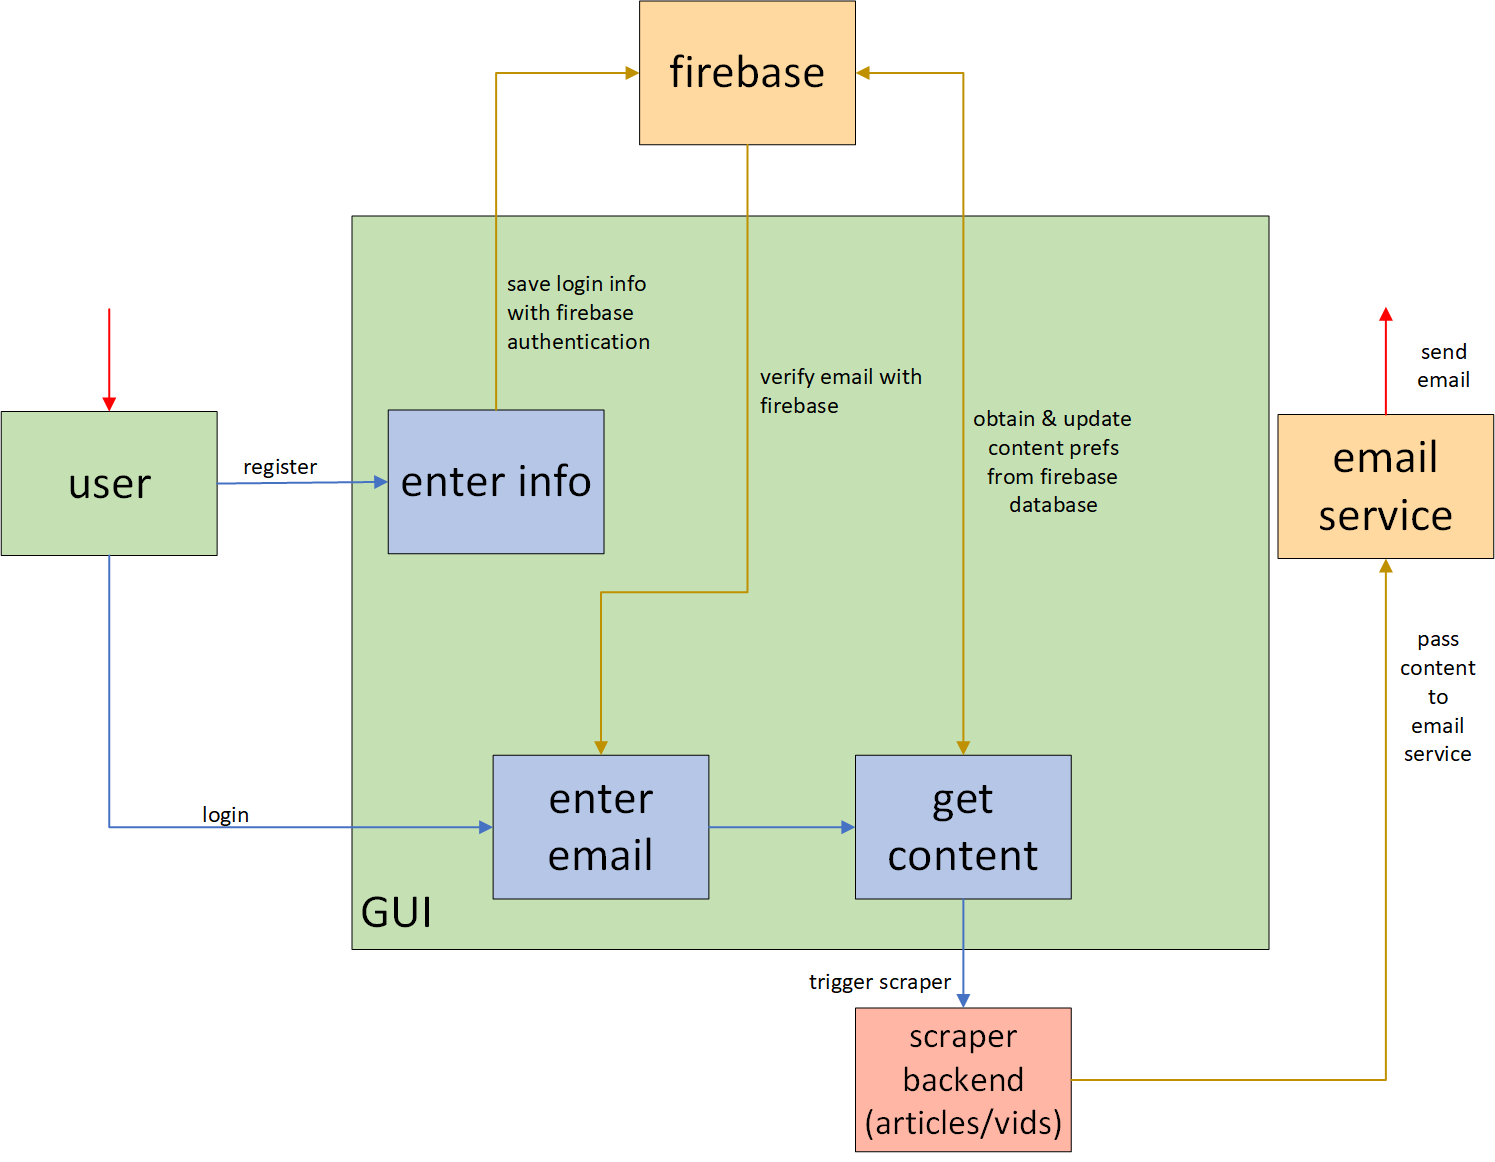 firebase
save login info
with firebase
authentication
verify email with
firebase
obtain & update
content prefs
from firebase
database
send
email
user
register
enter info
email
service
pass
content
to
email
service
login
enter
email
get
content
GUI
trigger scraper
scraper
backend
(articles/vids)